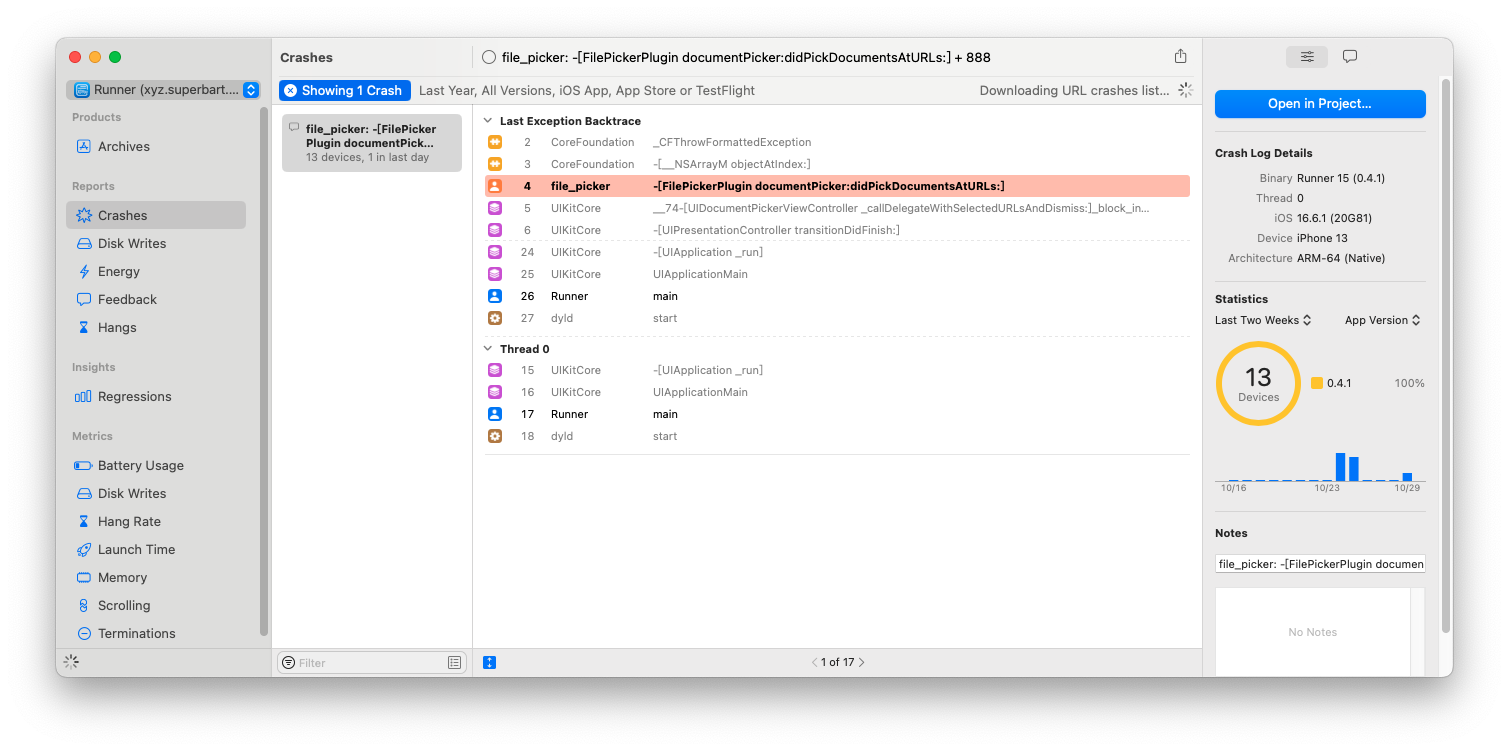 Runner (xyz.superbart....
Products
Archives
Reports
Crashes
Disk Writes
Energy
Feedback
Hangs
Insights
Regressions
Metrics
Battery Usage
Disk Writes
Hang Rate
Launch Time
Memory
Scrolling
Terminations
Crashes
Showing 1 Crash
Last Year, All Versions, iOS App, App Store or TestFlight
Downloading URL crashes list...
file_picker: -[FilePicker
Plugin documentPick...
13 devices, 1 in last day
Filter
file_picker: -[FilePickerPlugin documentPicker:didPickDocumentsAtURLs:] + 888
Last Exception Backtrace
2 CoreFoundation _CFThrowFormattedException
3 CoreFoundation -[__NSArrayM objectAtIndex:]
4 file_picker -[FilePickerPlugin documentPicker:didPickDocumentsAtURLs:]
5 UIKitCore __74-[UIDocumentPickerViewController _callDelegateWithSelectedURLsAndDismiss:]_block_in...
6 UIKitCore -[UIPresentationController transitionDidFinish:]
24 UIKitCore -[UIApplication _run]
25 UIKitCore UIApplicationMain
26 Runner main
27 dyld start
Thread 0
15 UIKitCore -[UIApplication _run]
16 UIKitCore UIApplicationMain
17 Runner main
18 dyld start
1 of 17
Open in Project...
Crash Log Details
Binary Runner 15 (0.4.1)
Thread 0
iOS 16.6.1 (20G81)
Device iPhone 13
Architecture ARM-64 (Native)
Statistics
Last Two Weeks App Version
13
Devices
0.4.1 100%
10/16 10/23 10/29
Notes
file_picker: -[FilePickerPlugin documen
No Notes